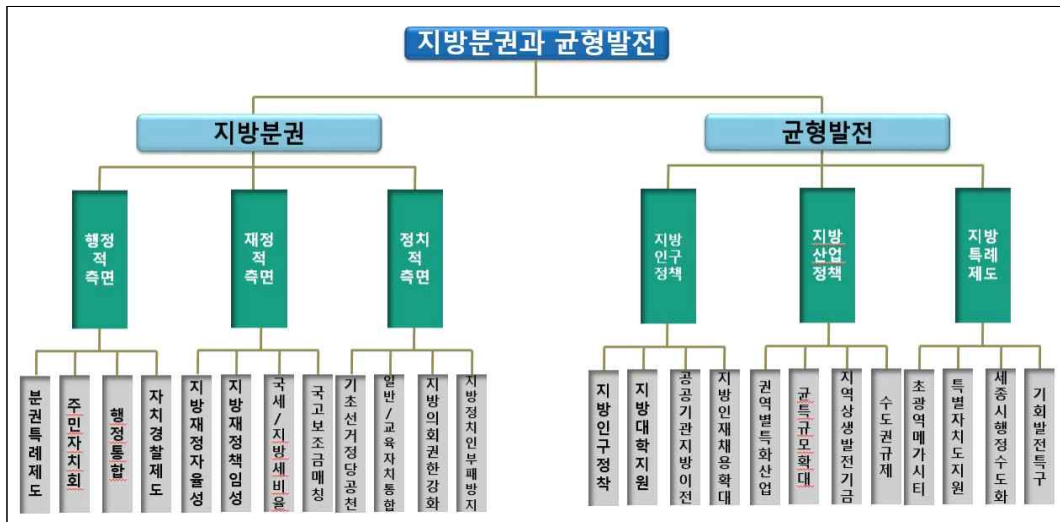 지방분권과 균형발전
지방분권
균형발전
행정
적
측면
재정
적
측면
정치
적
측면
지방
인구
정책
지방
산업
정책
지방
특례
제도
분권특례제도
주민자치회
행정통합
자치경찰제도
지방재정자율성
지방재정책임성
국세/지방세비율
국고보조금매칭
기초선거정당공천
일반/교육자치통합
지방의회권한강화
지방정치인부패방지
지방인구정착
지방대학지원
공공기관지방이전
지방인재채용확대
권역별특화산업
균특규모확대
지역상생발전기금
수도권규제
초광역메가시티
특별자치도지원
세종시행정수도화
기회발전특구